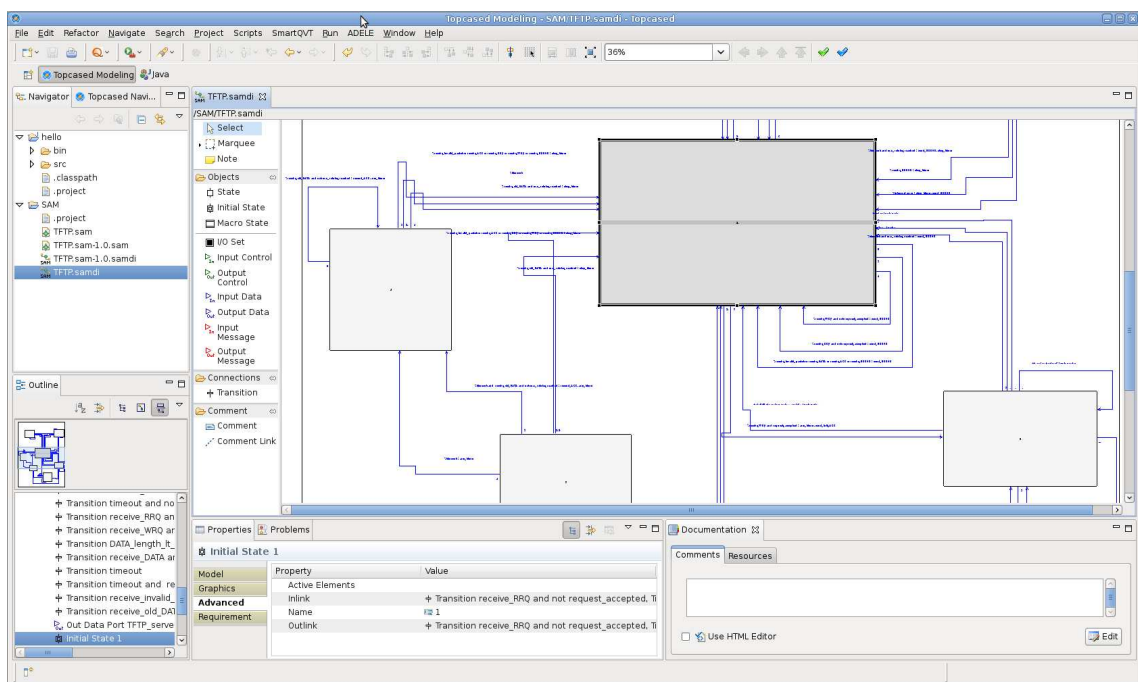 Topcased Modeling - SAM/TFTP.samdi - Topcased
File Edit Refactor Navigate Search Project Scripts SmartQVT Run ADELE Window Help
36%
Topcased Modeling Java
Navigator Topcased Navi...
hello
bin
src
.classpath
.project
SAM
.project
TFTP.sam
TFTP.sam-1.0.sam
TFTP.sam-1.0.samdi
TFTP.samdi
TFTP.samdi
/SAM/TFTP.samdi
Select
Marquee
Note
Objects
State
Initial State
Macro State
I/O Set
Input Control
Output Control
Input Data
Output Data
Input Message
Output Message
Connections
Transition
Comment
Comment
Comment Link
Outline
Transition timeout and no
Transition receive_RRQ an
Transition receive_WRQ ar
Transition DATA_length_lt_
Transition receive_DATA ar
Transition timeout
Transition timeout and re
Transition receive_invalid_
Transition receive_old_DAT
Out Data Port TFTP_serve
Initial State 1
Properties Problems
Initial State 1
Model
Graphics
Advanced
Requirement
Property Value
Active Elements
Inlink Transition receive_RRQ and not request_accepted, Ti
Name 1
Outlink Transition receive_RRQ and not request_accepted, Ti
Documentation
Comments Resources
Use HTML Editor
Edit